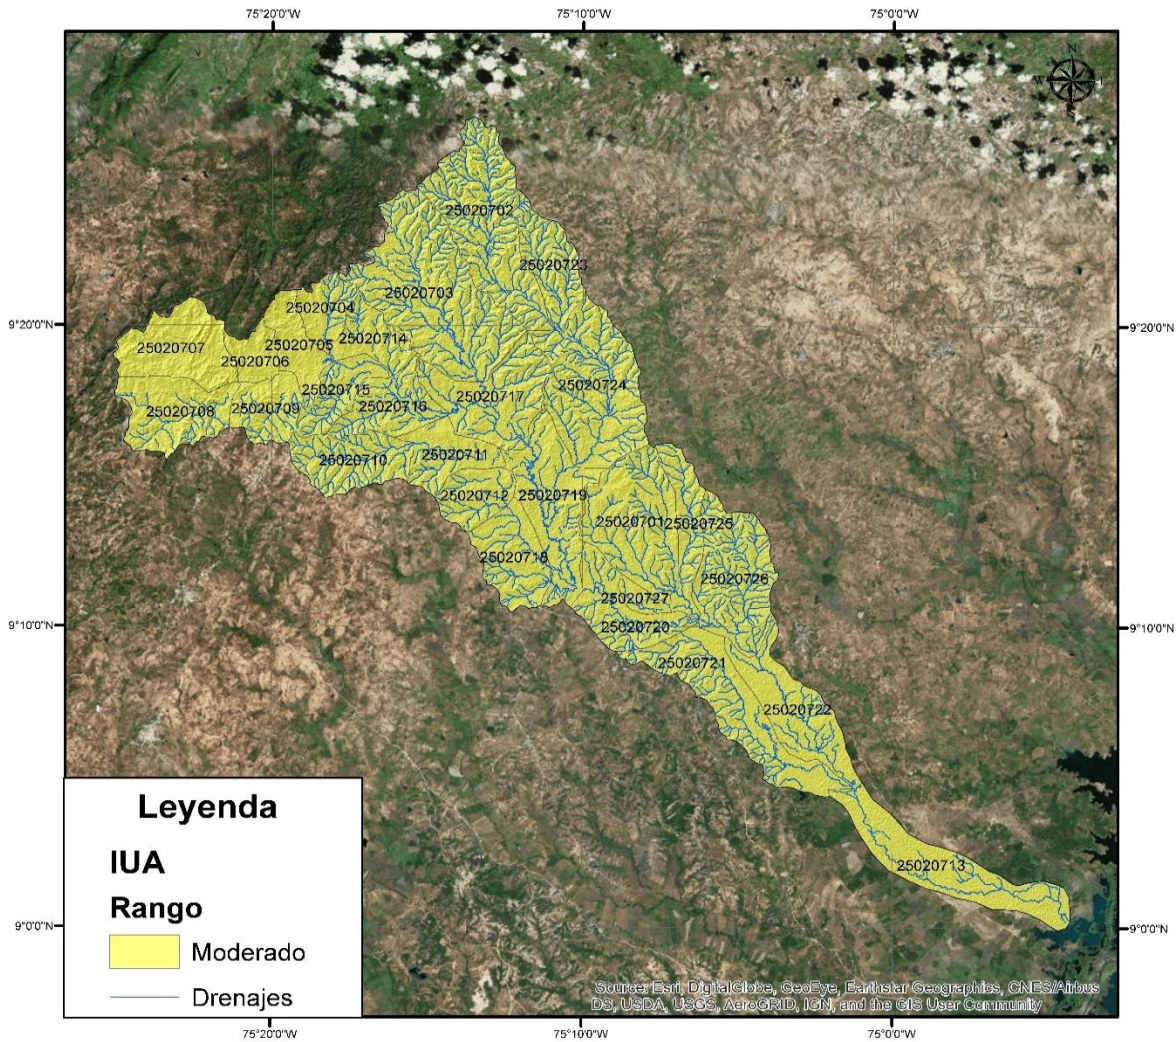 75°20'0"W 75°10'0"W 75°0'0"W
N
W
S
25020702
25020723
25020703
25020704
9°20'0"N 9°20'0"N
25020714
25020705
25020707
25020706
25020724
25020715
25020717
25020716
25020708 25020709
25020711
25020710
25020712 25020719
25020701 25020725
25020718
25020726
25020727
9°10'0"N 25020720 9°10'0"N
25020721
25020722
Leyenda
IUA
25020713
Rango
9°0'0"N 9°0'0"N
Moderado
Drenajes
Source: Esri, DigitalGlobe, GeoEye, Earthstar Geographics, CNES/Airbus
DS, USDA, USGS, AeroGRID, IGN, and the GIS User Community
75°20'0"W 75°10'0"W 75°0'0"W